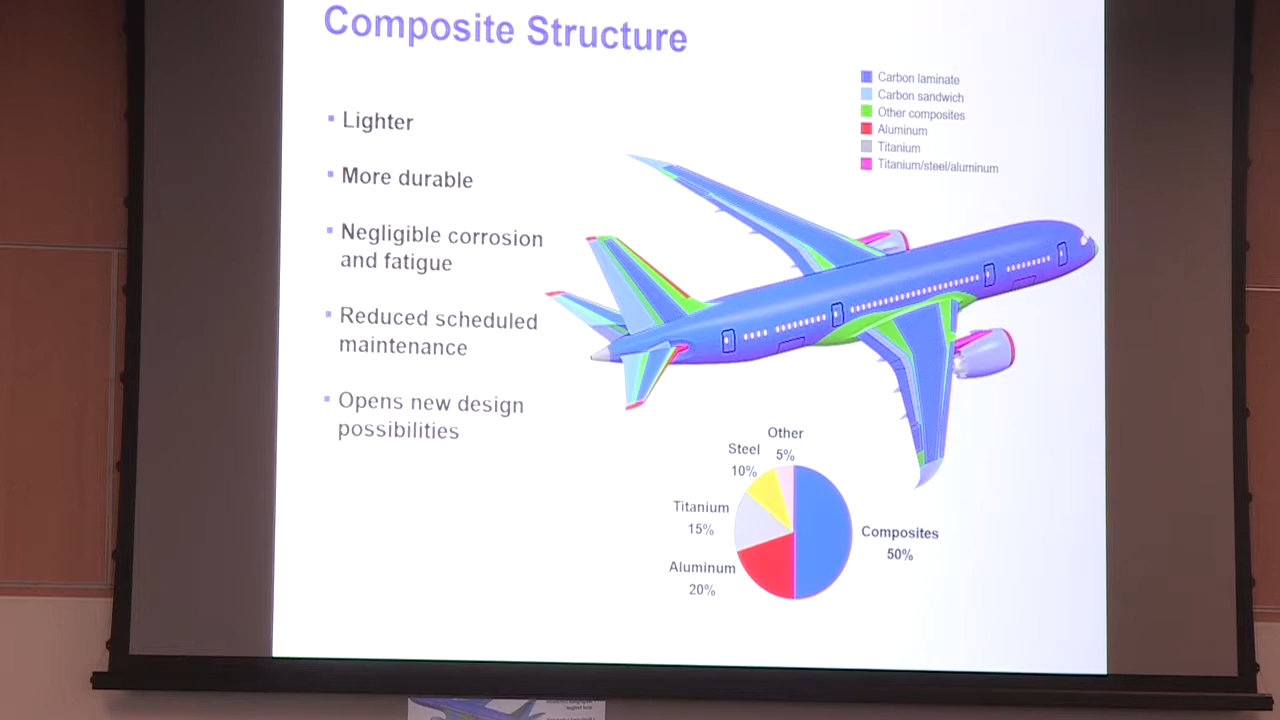 Composite Structure
Lighter
More durable
Negligible corrosion
and fatigue
Reduced scheduled
maintenance
Opens new design
possibilities
Carbon laminate
Carbon sandwich
Other composites
Aluminum
Titanium
Titanium/steel/aluminum
Other
5%
Steel
10%
Titanium
15%
Aluminum
20%
Composites
50%